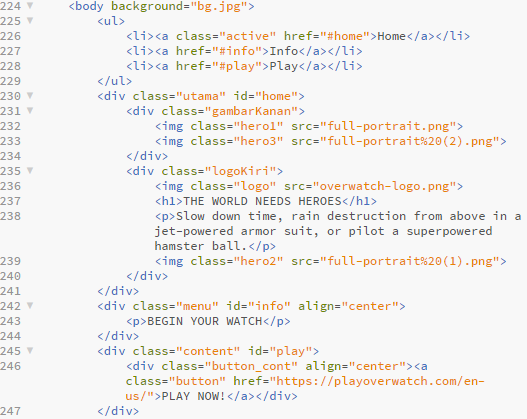 224 <body background="bg.jpg">
225 <ul>
226 <li><a class="active" href="#home">Home</a></li>
227 <li><a href="#info">Info</a></li>
228 <li><a href="#play">Play</a></li>
229 </ul>
230 <div class="utama" id="home">
231 <div class="gambarKanan">
232 <img class="hero1" src="full-portrait.png">
233 <img class="hero3" src="full-portrait%20(2).png">
234 </div>
235 <div class="logoKiri">
236 <img class="logo" src="overwatch-logo.png">
237 <h1>THE WORLD NEEDS HEROES</h1>
238 <p>Slow down time, rain destruction from above in a
jet-powered armor suit, or pilot a superpowered
hamster ball.</p>
239 <img class="hero2" src="full-portrait%20(1).png">
240 </div>
241 </div>
242 <div class="menu" id="info" align="center">
243 <p>BEGIN YOUR WATCH</p>
244 </div>
245 <div class="content" id="play">
246 <div class="button_cont" align="center"><a
class="button" href="https://playoverwatch.com/en-
us/">PLAY NOW!</a></div>
247 </div>